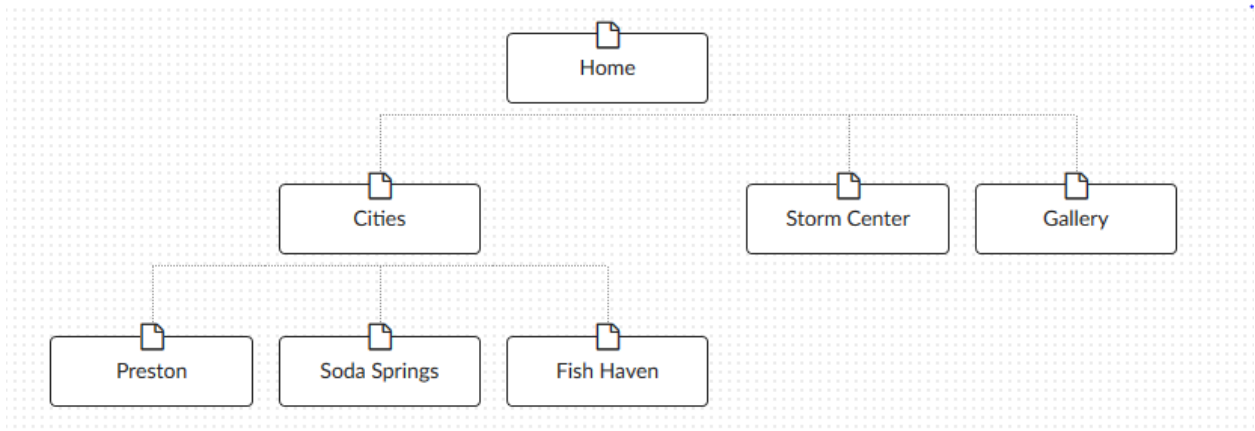 Home
Cities
Storm Center
Gallery
Preston
Soda Springs
Fish Haven